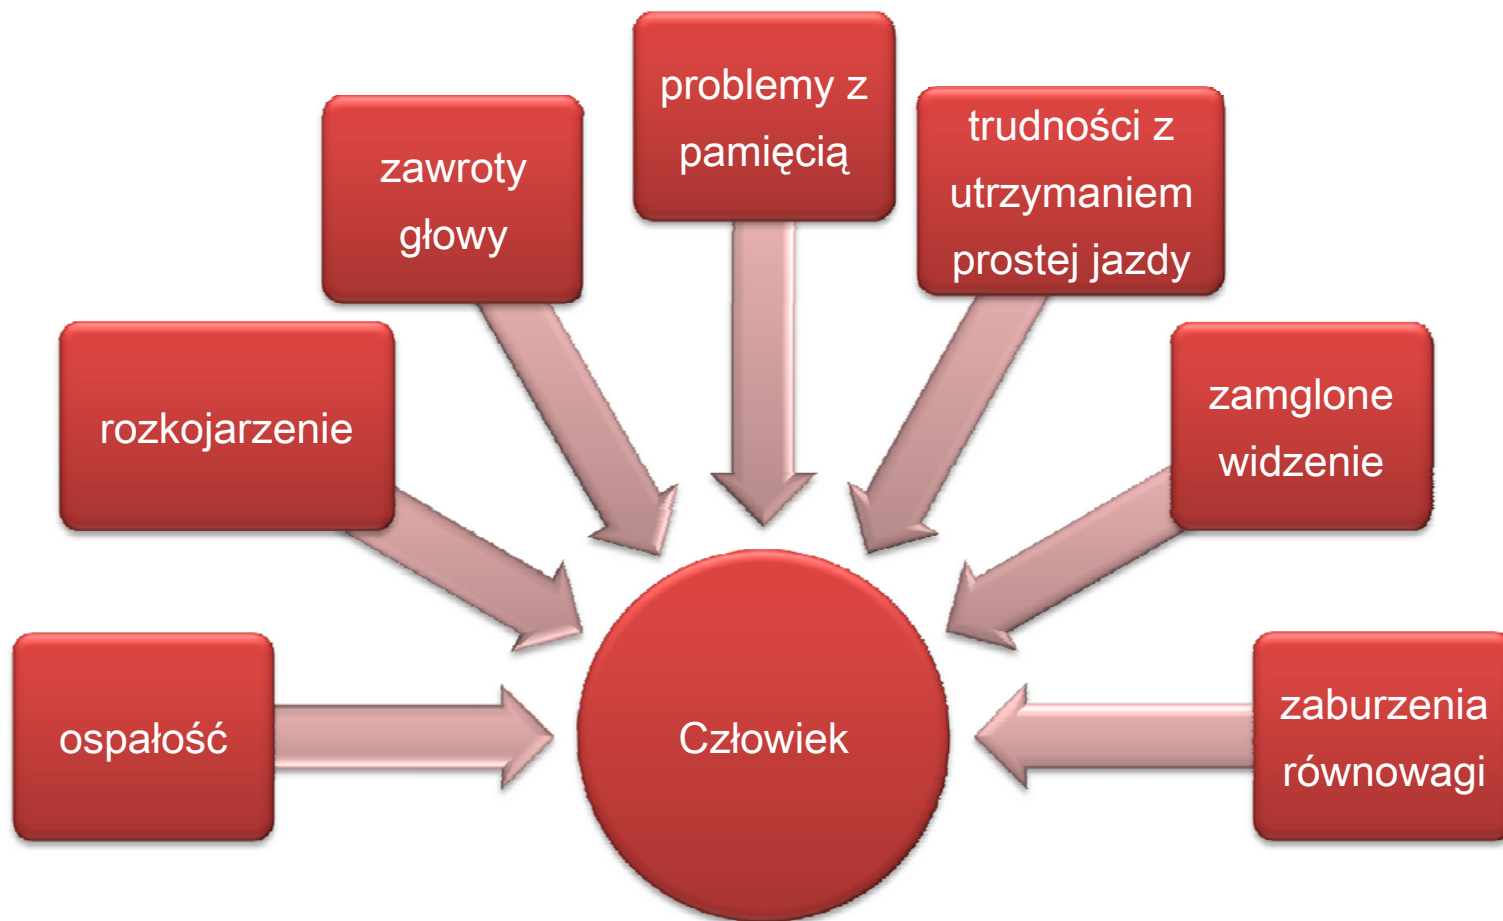 problemy z
pamięcią
trudności z
utrzymaniem
prostej jazdy
zawroty
głowy
rozkojarzenie
zamglone
widzenie
ospałość
Człowiek
zaburzenia
równowagi